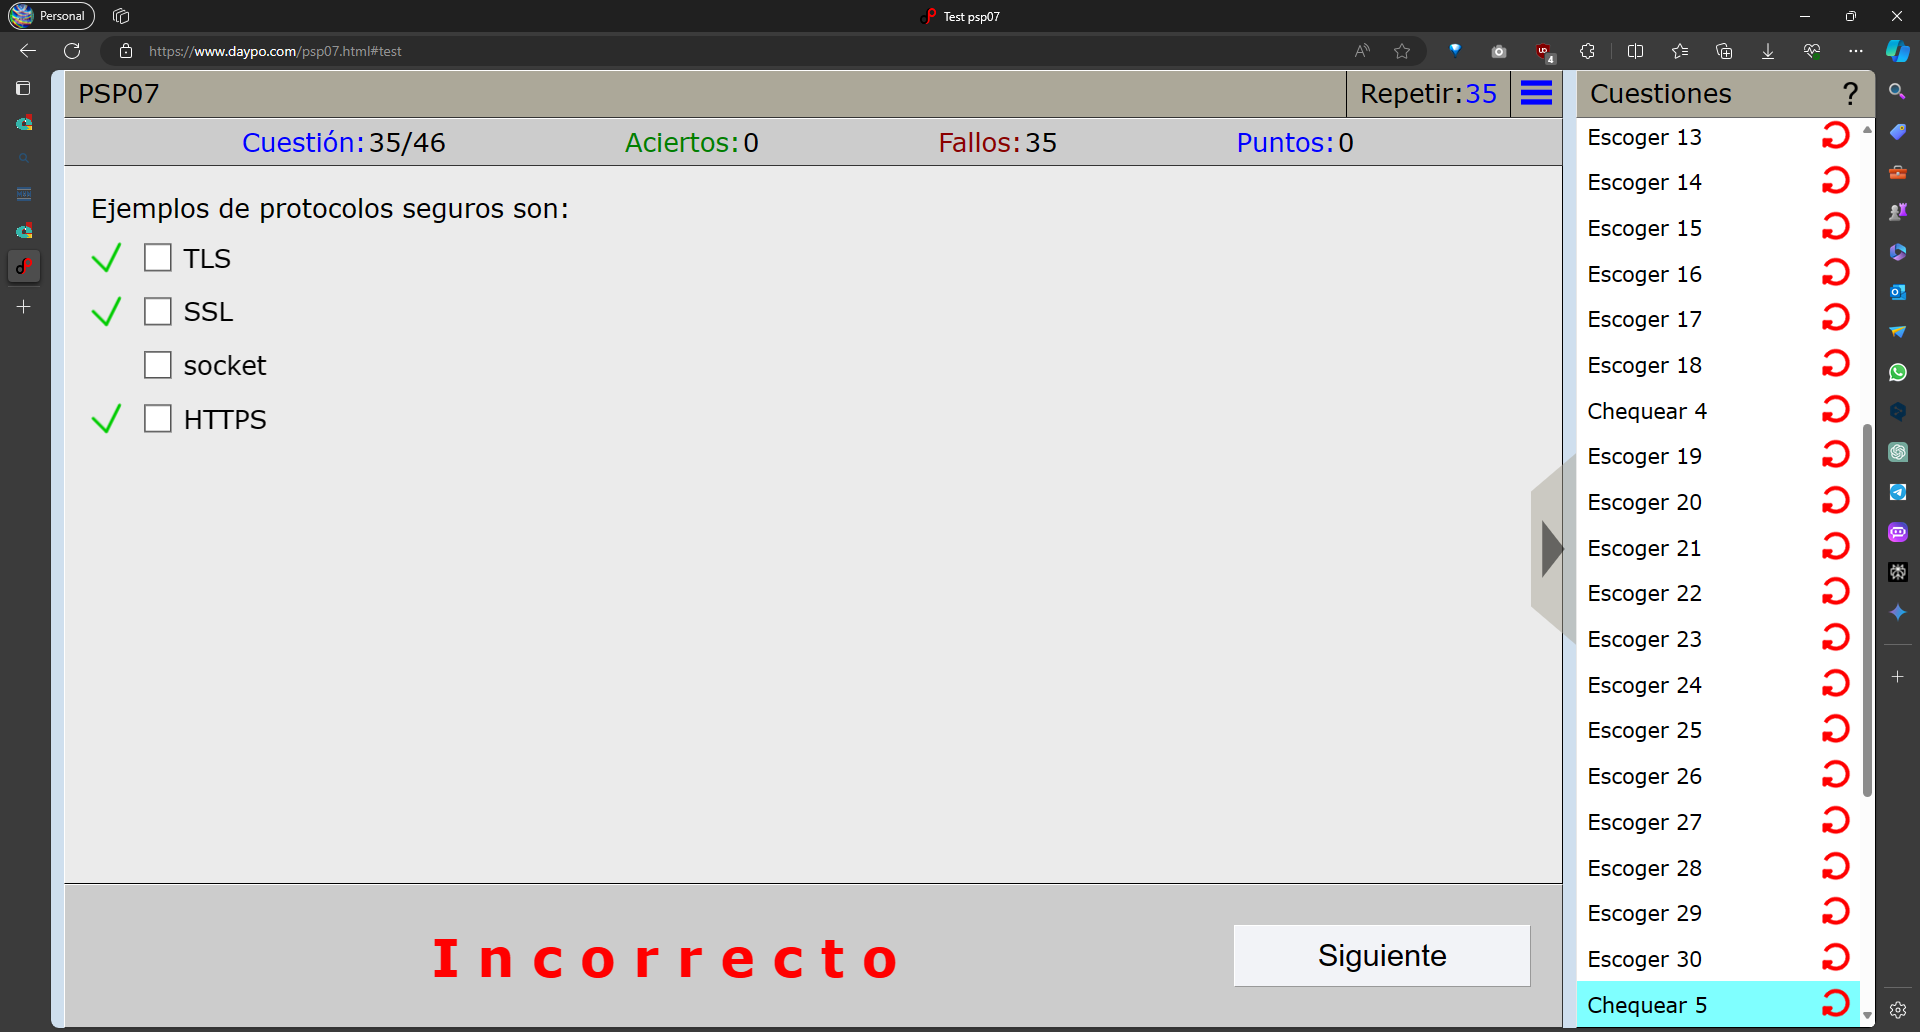 Personal
Test psp07
https://www.daypo.com/psp07.html#test
4
PSP07
Repetir:35
Cuestión:35/46
Aciertos:0
Fallos:35
Puntos:0
Ejemplos de protocolos seguros son:
TLS
SSL
socket
HTTPS
Incorrecto
Siguiente
Cuestiones ?
Escoger 13
Escoger 14
Escoger 15
Escoger 16
Escoger 17
Escoger 18
Chequear 4
Escoger 19
Escoger 20
Escoger 21
Escoger 22
Escoger 23
Escoger 24
Escoger 25
Escoger 26
Escoger 27
Escoger 28
Escoger 29
Escoger 30
Chequear 5